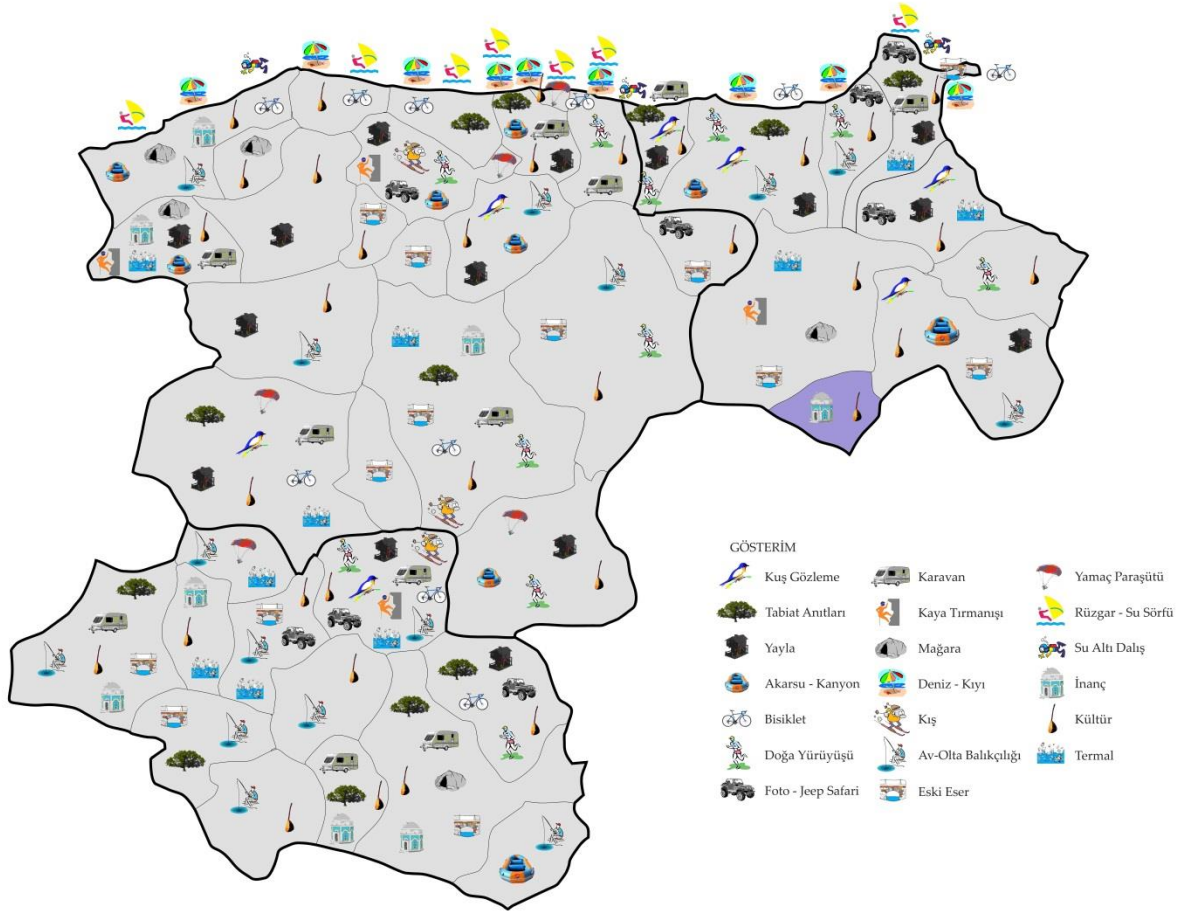 GÖSTERİM
Kuş Gözleme
Tabiat Anıtları
Yayla
Akarsu - Kanyon
Bisiklet
Doğa Yürüyüşü
Foto - Jeep Safari
Karavan
Kaya Tırmanışı
Mağara
Deniz - Kıyı
Kış
Av-Olta Balıkçılığı
Eski Eser
Yamaç Paraşütü
Rüzgar - Su Sörfü
Su Altı Dalış
İnanç
Kültür
Termal